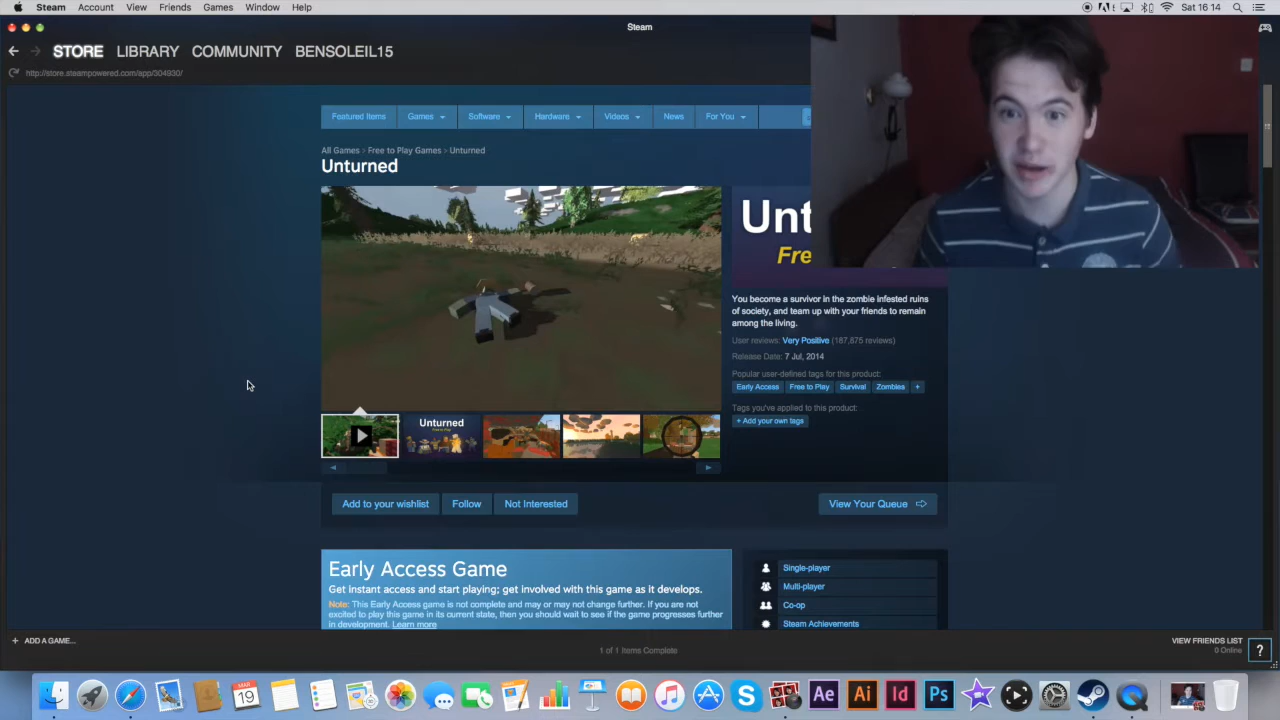 Steam Account View Friends Games Window Help
Sat 16:14
Steam
STORE LIBRARY COMMUNITY BENSOLEIL15
http://store.steampowered.com/app/304930/
Featured Items Games Software Hardware Videos News For You
All Games > Free to Play Games > Unturned
Unturned
Unt
Fre
You become a survivor in the zombie infested ruins
of society, and team up with your friends to remain
among the living.
User reviews: Very Positive (187,875 reviews)
Release Date: 7 Jul, 2014
Popular user-defined tags for this product:
Early Access Free to Play Survival Zombies +
Tags you've applied to this product:
+ Add your own tags
Unturned
Free to Play
Add to your wishlist Follow Not Interested
View Your Queue
Early Access Game
Get instant access and start playing; get involved with this game as it develops.
Note: This Early Access game is not complete and may or may not change further. If you are
not excited to play this game in its current state, then you should wait to see if the game progresses further
in development. Learn more
Single-player
Multi-player
Co-op
Steam Achievements
+ ADD A GAME...
1 of 1 Items Complete
VIEW FRIENDS LIST
0 Online
?
MAR
19
Ae Ai Id Ps